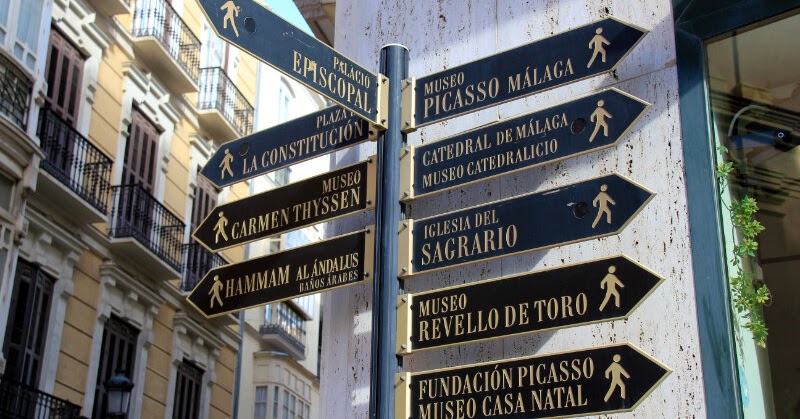 PALACIO
EPISCOPAL
PLAZA
LA CONSTITUCIÓN
MUSEO
CARMEN THYSSEN
HAMMAM AL ÁNDALUS
BAÑOS ÁRABES
MUSEO
PICASSO MÁLAGA
CATEDRAL DE MÁLAGA
MUSEO CATEDRALICIO
IGLESIA DEL
SAGRARIO
MUSEO
REVELLO DE TORO
FUNDACIÓN PICASSO
MUSEO CASA NATAL